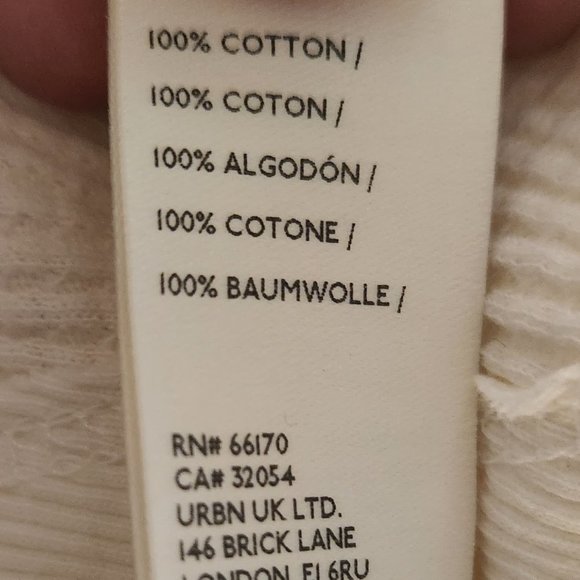 100% COTTON /
100% COTON /
100% ALGODÓN /
100% COTONE /
100% BAUMWOLLE /
RN# 66170
CA# 32054
URBN UK LTD.
146 BRICK LANE
LONDON, E1 6RU